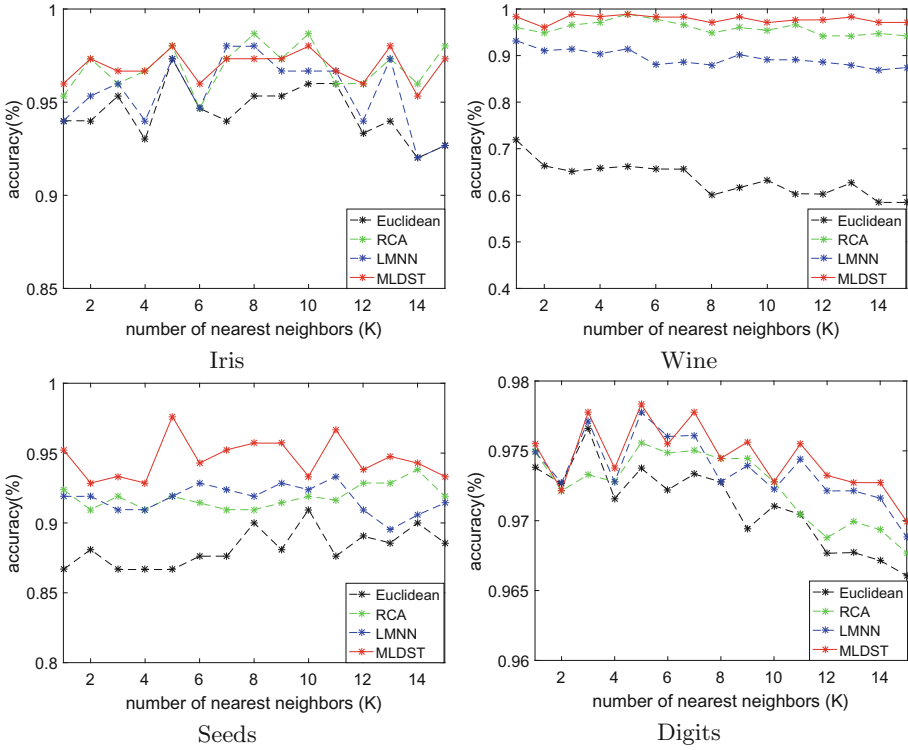 1
0.95
0.9
0.85
accuracy(%)
2 4 6 8 10 12 14
number of nearest neighbors (K)
Euclidean
RCA
LMNN
MLDST
Iris
1
0.9
0.8
0.7
0.6
0.5
0.4
accuracy(%)
2 4 6 8 10 12 14
number of nearest neighbors (K)
Euclidean
RCA
LMNN
MLDST
Wine
1
0.95
0.9
0.85
0.8
accuracy(%)
2 4 6 8 10 12 14
number of nearest neighbors (K)
Euclidean
RCA
LMNN
MLDST
Seeds
0.98
0.975
0.97
0.965
0.96
accuracy(%)
2 4 6 8 10 12 14
number of nearest neighbors (K)
Euclidean
RCA
LMNN
MLDST
Digits